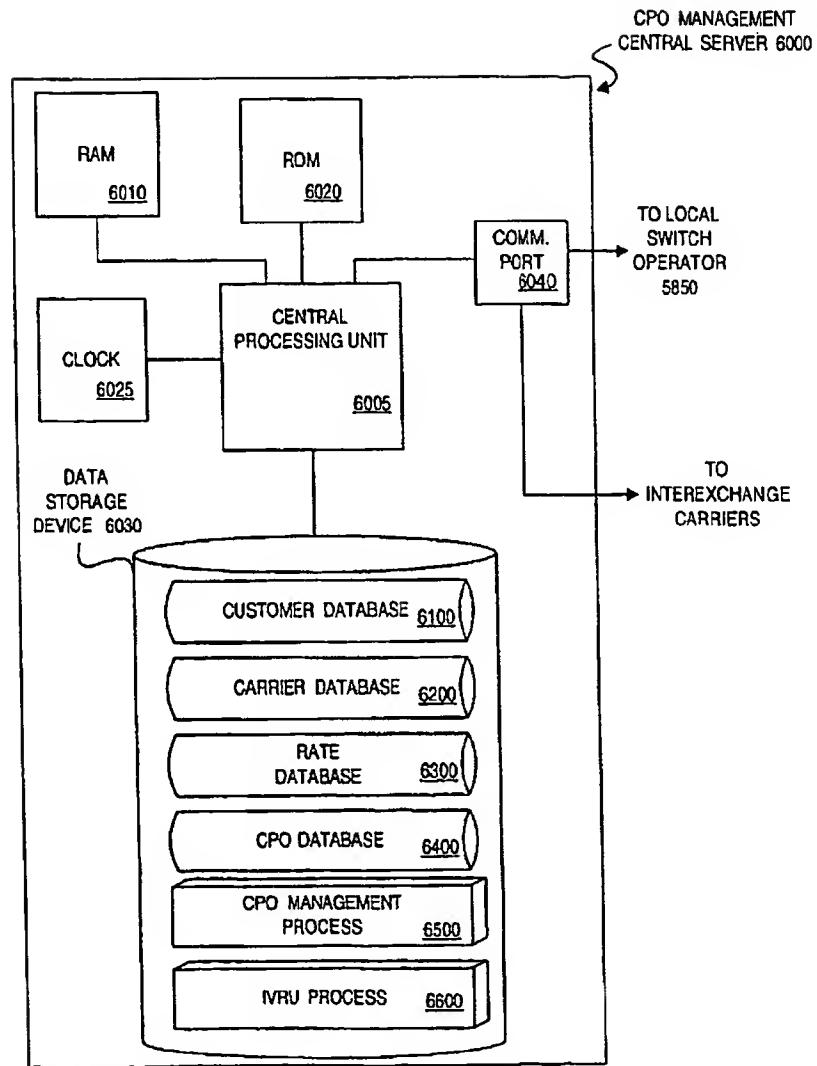 CPO MANAGEMENT
CENTRAL SERVER 6000
RAM
6010
ROM
6020
COMM.
PORT
6040
TO LOCAL
SWITCH
OPERATOR
5850
CLOCK
6025
CENTRAL
PROCESSING UNIT
6005
DATA
STORAGE
DEVICE 6030
TO
INTEREXCHANGE
CARRIERS
CUSTOMER DATABASE 6100
CARRIER DATABASE 6200
RATE
DATABASE 6300
CPO DATABASE 6400
CPO MANAGEMENT
PROCESS 6500
IVRU PROCESS 6600